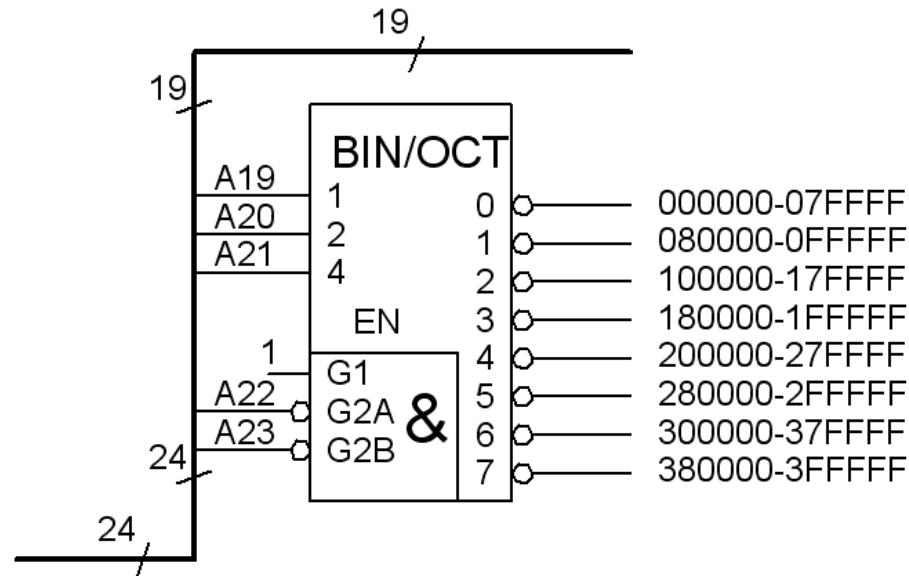 19
19
BIN/OCT
A19 1 0 000000-07FFFF
A20 2 1 080000-0FFFFF
A21 4 2 100000-17FFFF
EN 3 180000-1FFFFF
4 200000-27FFFF
1 G1
A22 G2A & 5 280000-2FFFFF
A23 G2B 6 300000-37FFFF
24 7 380000-3FFFFF
24